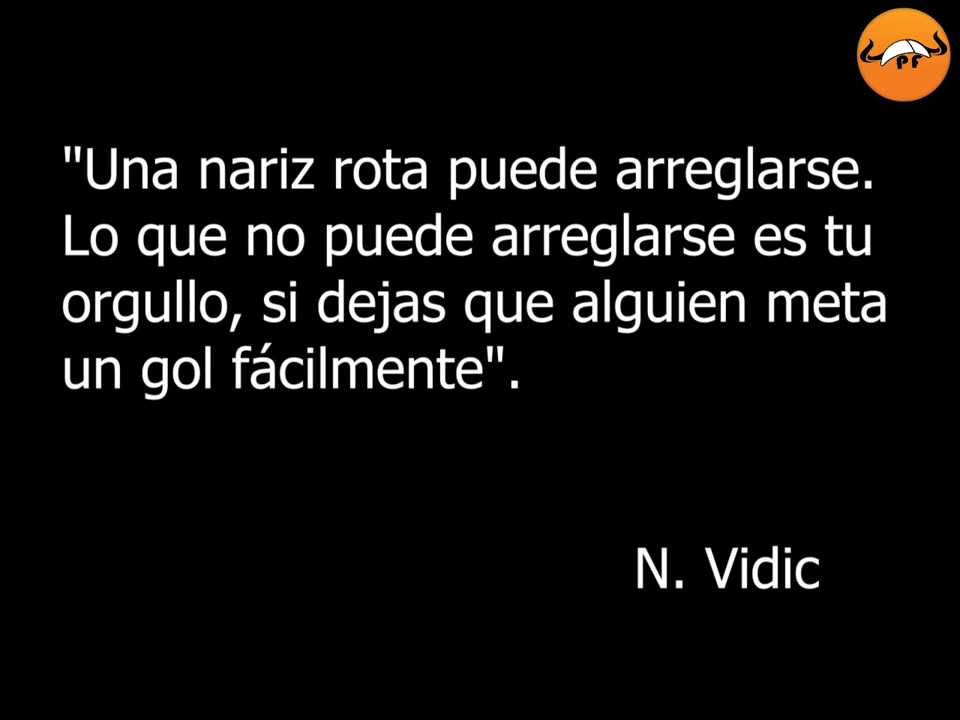 PF
"Una nariz rota puede arreglarse.
Lo que no puede arreglarse es tu
orgullo, si dejas que alguien meta
un gol fácilmente".
N. Vidic